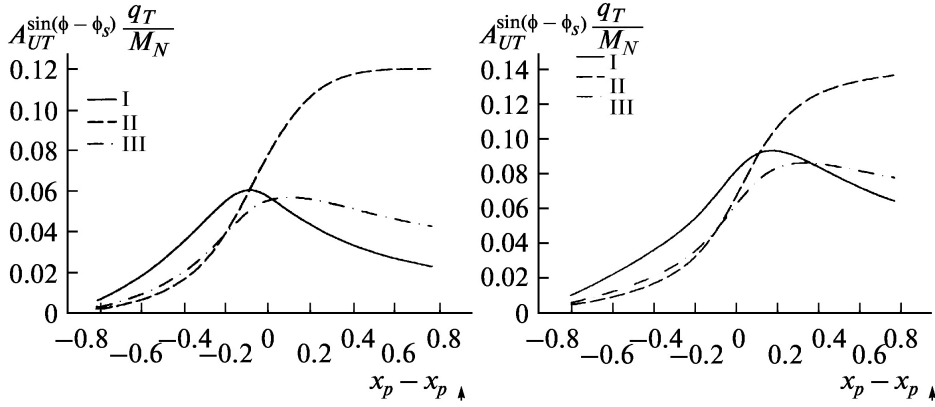 A_{UT}^{sin(ϕ − ϕ_s)} q_T / M_N
0.12
0.10
0.08
0.06
0.04
0.02
0
I
II
III
−0.8 −0.4 0 0.4 0.8
−0.6 −0.2 0.2 0.6
x_p − x_p↑
A_{UT}^{sin(ϕ − ϕ_s)} q_T / M_N
0.14
0.12
0.10
0.08
0.06
0.04
0.02
0
I
II
III
−0.8 −0.4 0 0.4 0.8
−0.6 −0.2 0.2 0.6
x_p − x_p↑